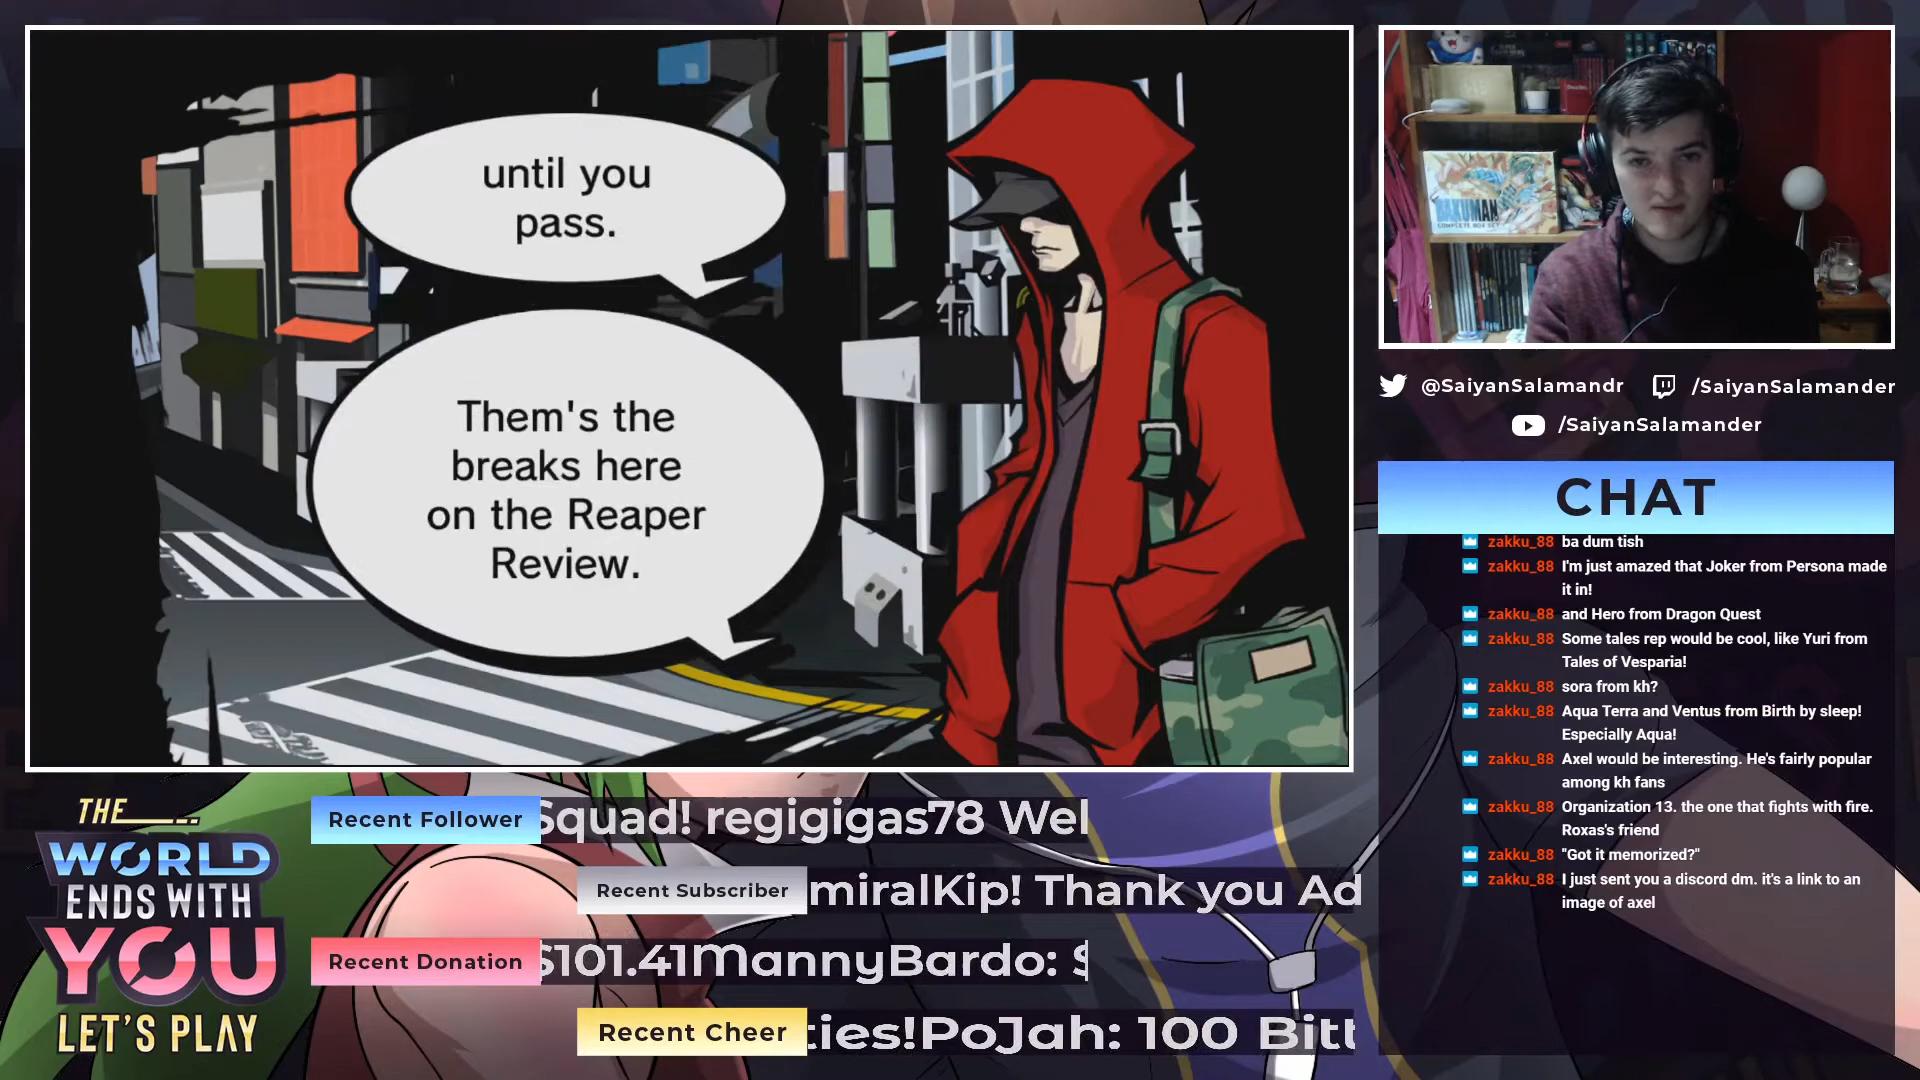 until you
pass.
Them's the
breaks here
on the Reaper
Review.
BAKUMAN
COMPLETE BOX SET
@SaiyanSalamandr
/SaiyanSalamander
/SaiyanSalamander
CHAT
zakku_88 ba dum tish
zakku_88 I'm just amazed that Joker from Persona made
it in!
zakku_88 and Hero from Dragon Quest
zakku_88 Some tales rep would be cool, like Yuri from
Tales of Vesparia!
zakku_88 sora from kh?
zakku_88 Aqua Terra and Ventus from Birth by sleep!
Especially Aqua!
zakku_88 Axel would be interesting. He's fairly popular
among kh fans
zakku_88 Organization 13. the one that fights with fire.
Roxas's friend
zakku_88 "Got it memorized?"
zakku_88 I just sent you a discord dm. it's a link to an
image of axel
THE
WORLD
ENDS WITH
YOU
LET'S PLAY
Recent Follower Squad! regigigas78 Wel
Recent Subscriber miralKip! Thank you Ad
Recent Donation $101.41MannyBardo: $
Recent Cheer ties!PoJah: 100 Bitt